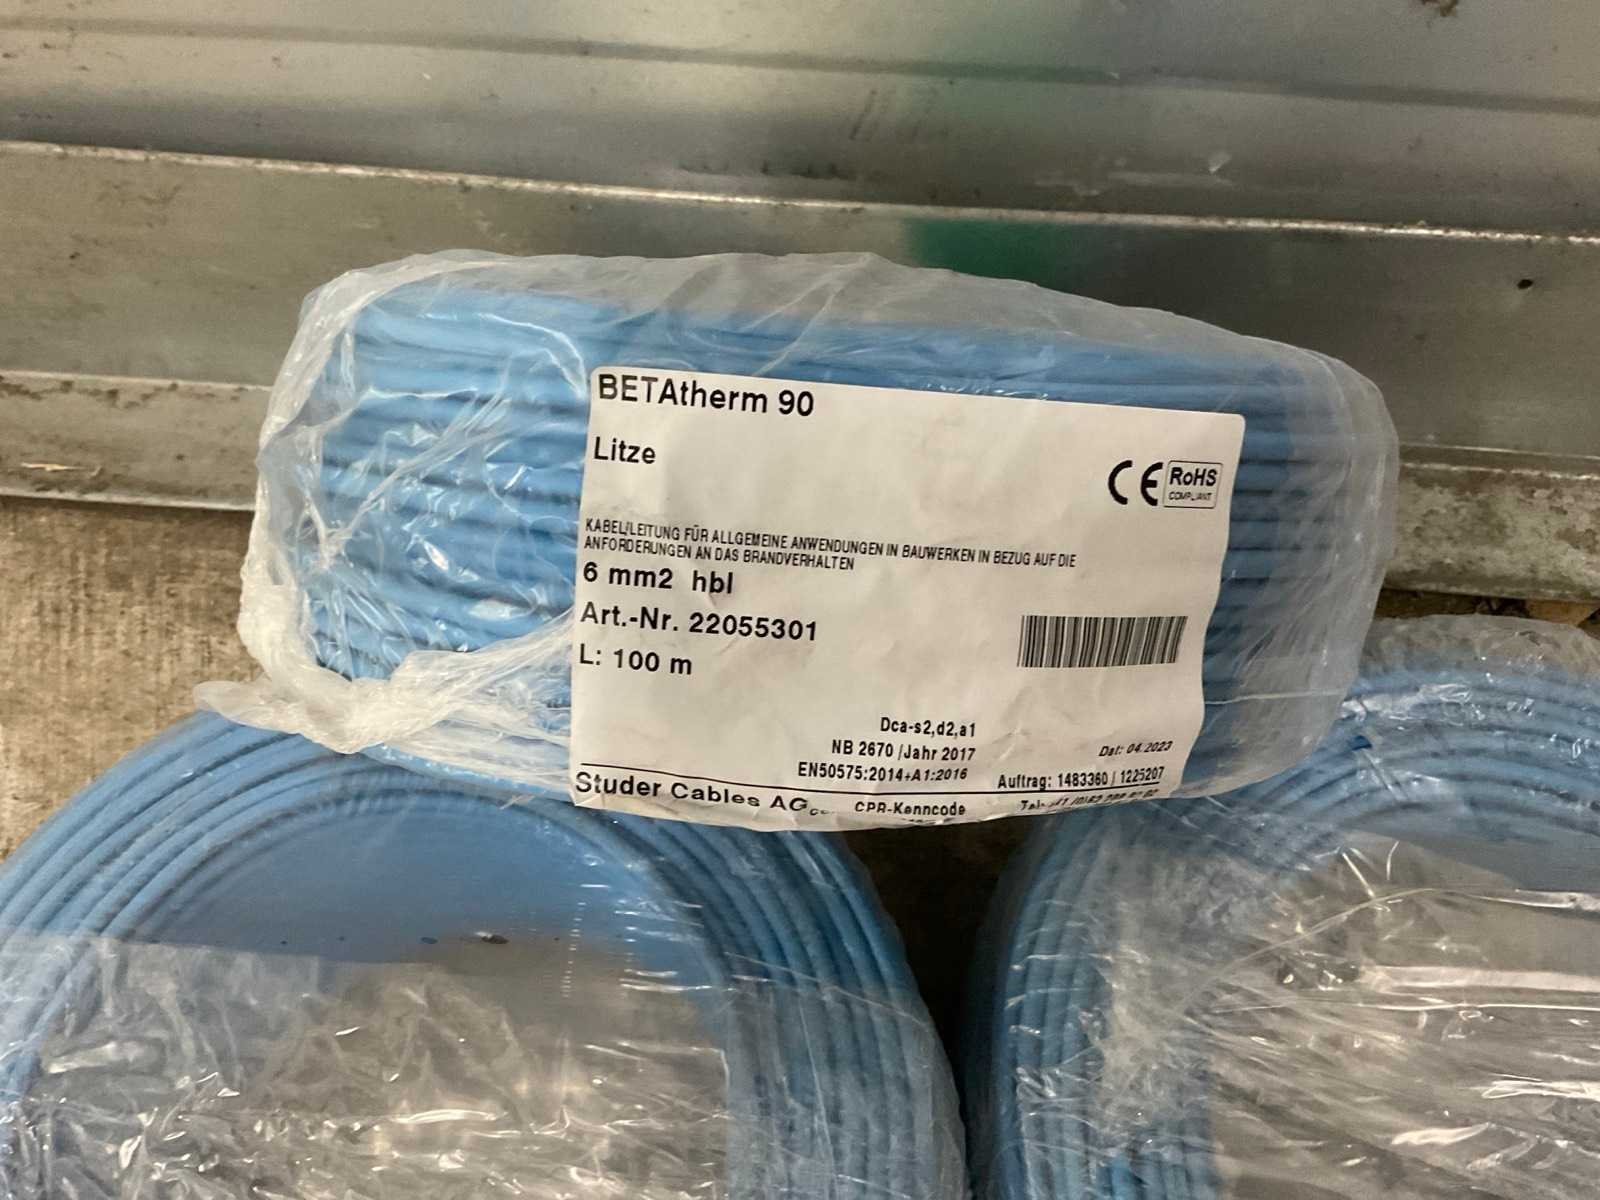 BETAtherm 90
Litze
CE RoHS
COMPLIANT
KABEL/LEITUNG FÜR ALLGEMEINE ANWENDUNGEN IN BAUWERKEN IN BEZUG AUF DIE
ANFORDERUNGEN AN DAS BRANDVERHALTEN
6 mm2 hbl
Art.-Nr. 22055301
L: 100 m
Dca-s2,d2,a1
NB 2670 /Jahr 2017
Dat: 04.2023
EN50575:2014+A1:2016
Auftrag: 1483360 / 1225207
Studer Cables AG
CPR-Kenncode